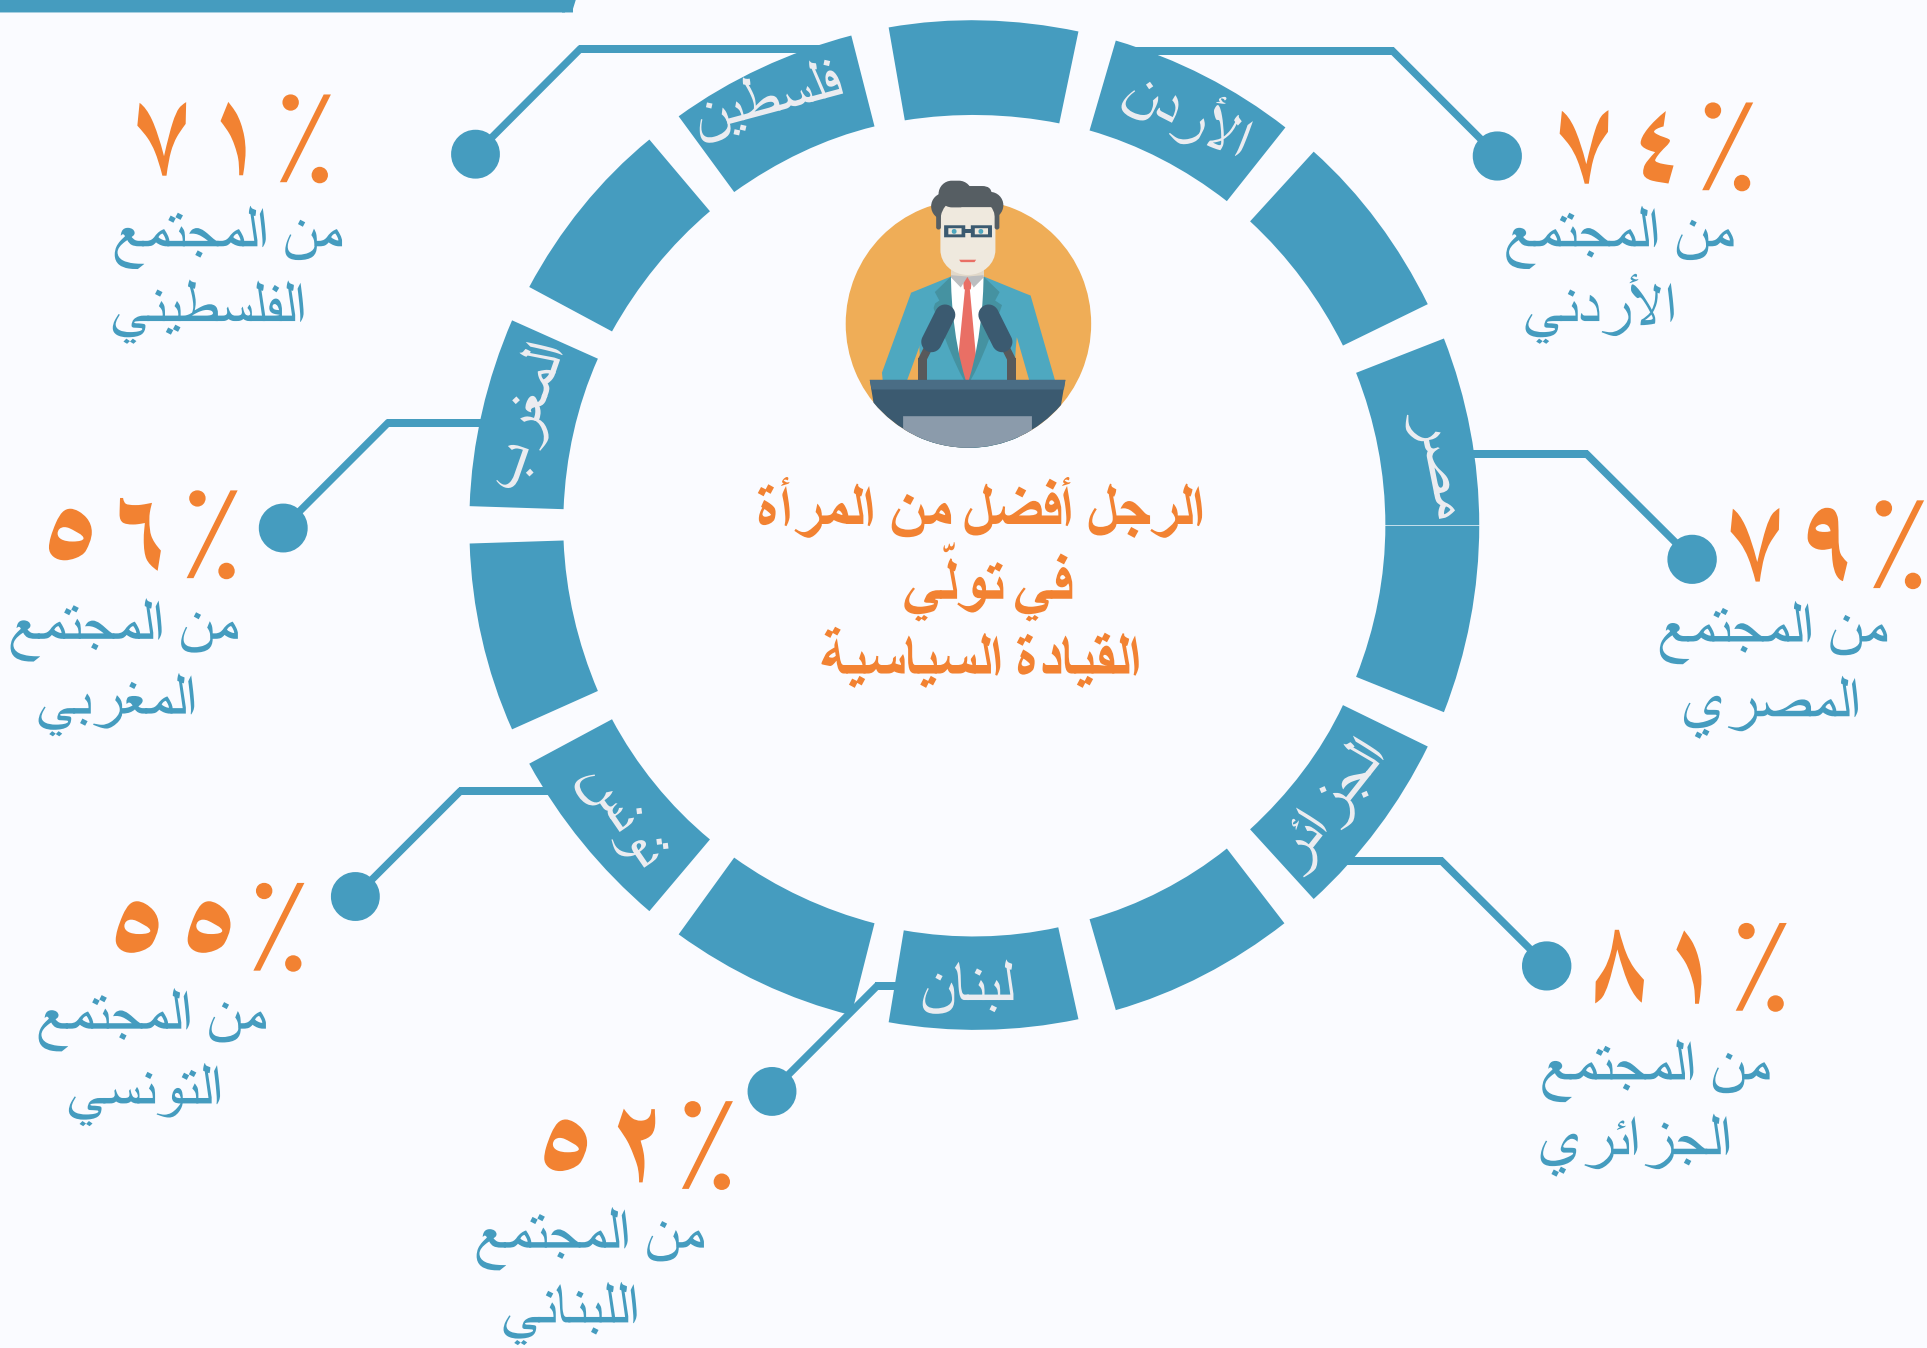 الرجل أفضل من المرأة
في تولّي
القيادة السياسية
الأردن
٧٤٪
من المجتمع
الأردني
مصر
٧٩٪
من المجتمع
المصري
الجزائر
٨١٪
من المجتمع
الجزائري
لبنان
٥٢٪
من المجتمع
اللبناني
تونس
٥٥٪
من المجتمع
التونسي
المغرب
٥٦٪
من المجتمع
المغربي
فلسطين
٧١٪
من المجتمع
الفلسطيني